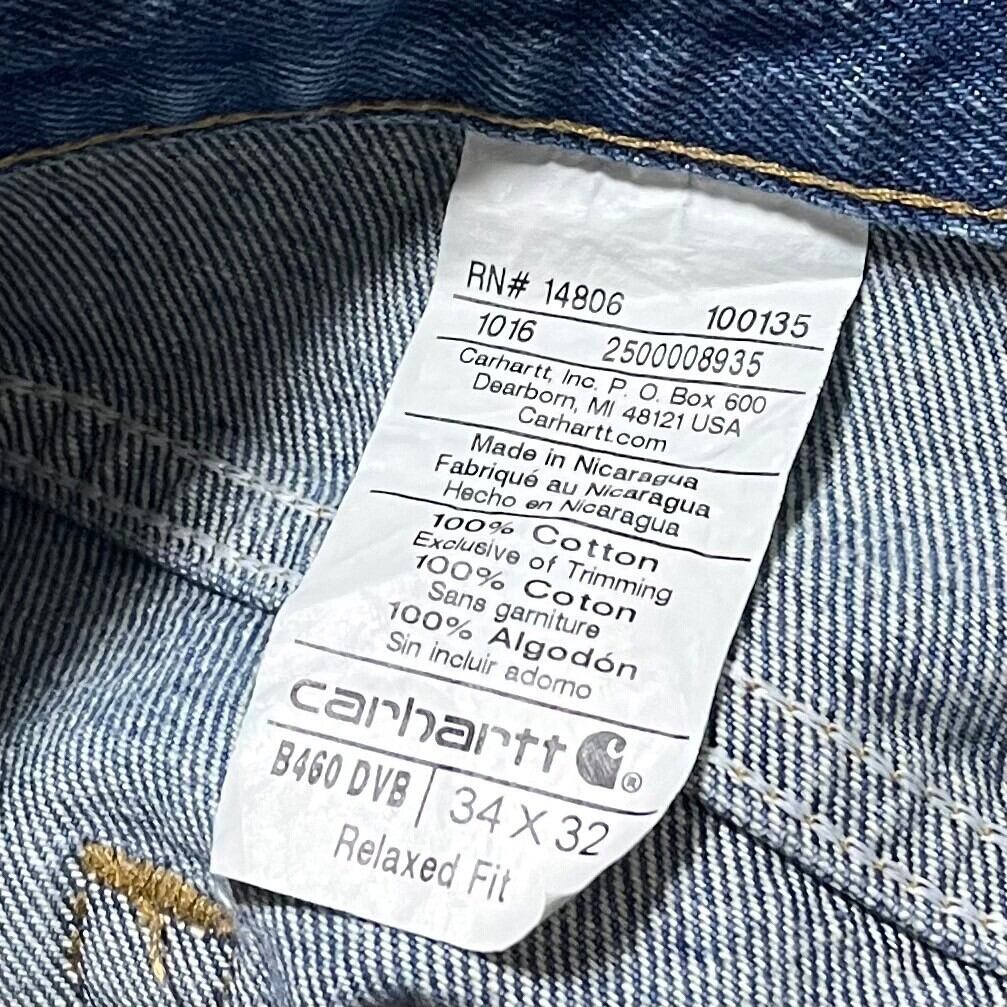 RN# 14806 100135
1016 2500008935
Carhartt, Inc. P. O. Box 600
Dearborn, MI 48121 USA
Carhartt.com
Made in Nicaragua
Fabriqué au Nicaragua
Hecho en Nicaragua
100% Cotton
Exclusive of Trimming
100% Coton
Sans garniture
100% Algodón
Sin incluir adorno
carhartt ®
B460 DVB 34 X 32
Relaxed Fit